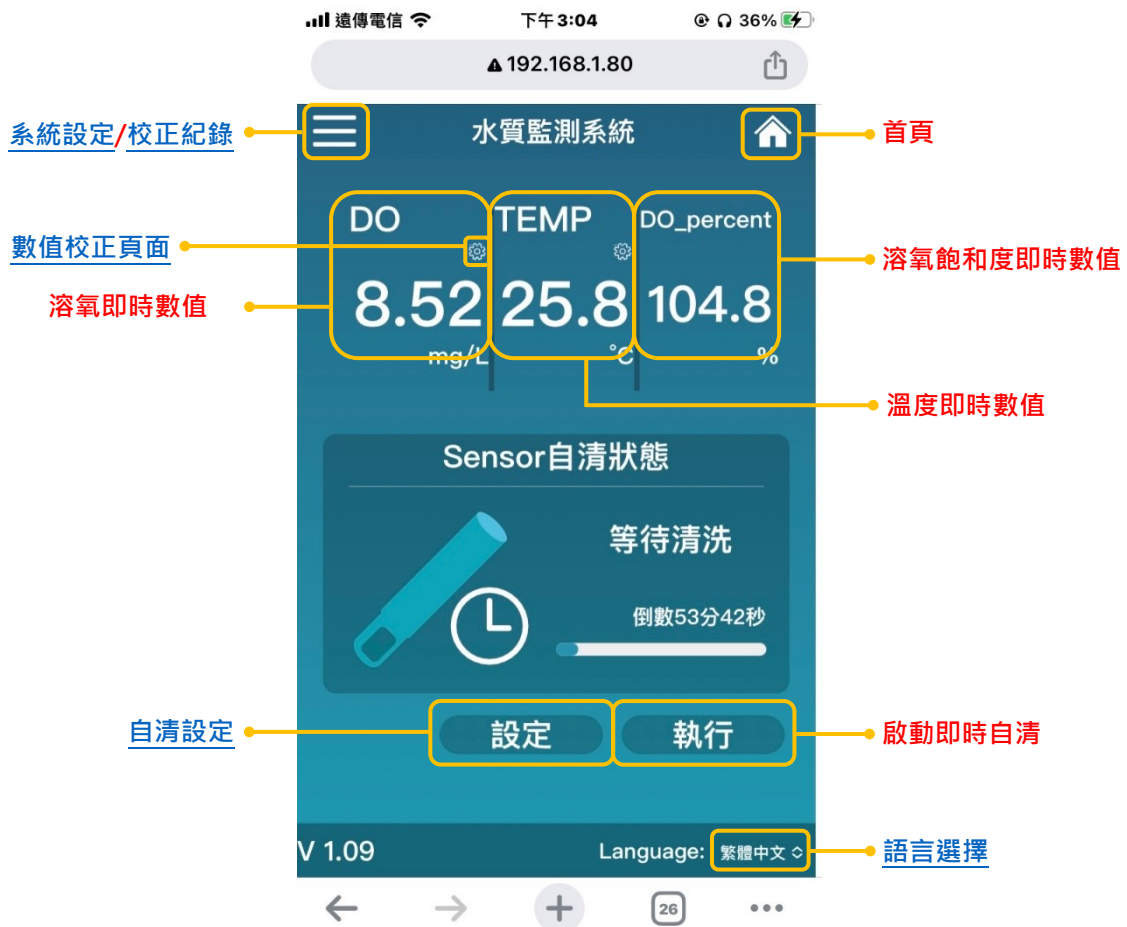 遠傳電信 下午3:04 36%
192.168.1.80
系統設定/校正紀錄
水質監測系統
首頁
DO TEMP DO_percent
數值校正頁面
溶氧飽和度即時數值
溶氧即時數值
8.52 25.8 104.8
mg/L °C %
溫度即時數值
Sensor自清狀態
等待清洗
倒數53分42秒
自清設定
設定 執行
啟動即時自清
V 1.09 Language: 繁體中文
語言選擇
26